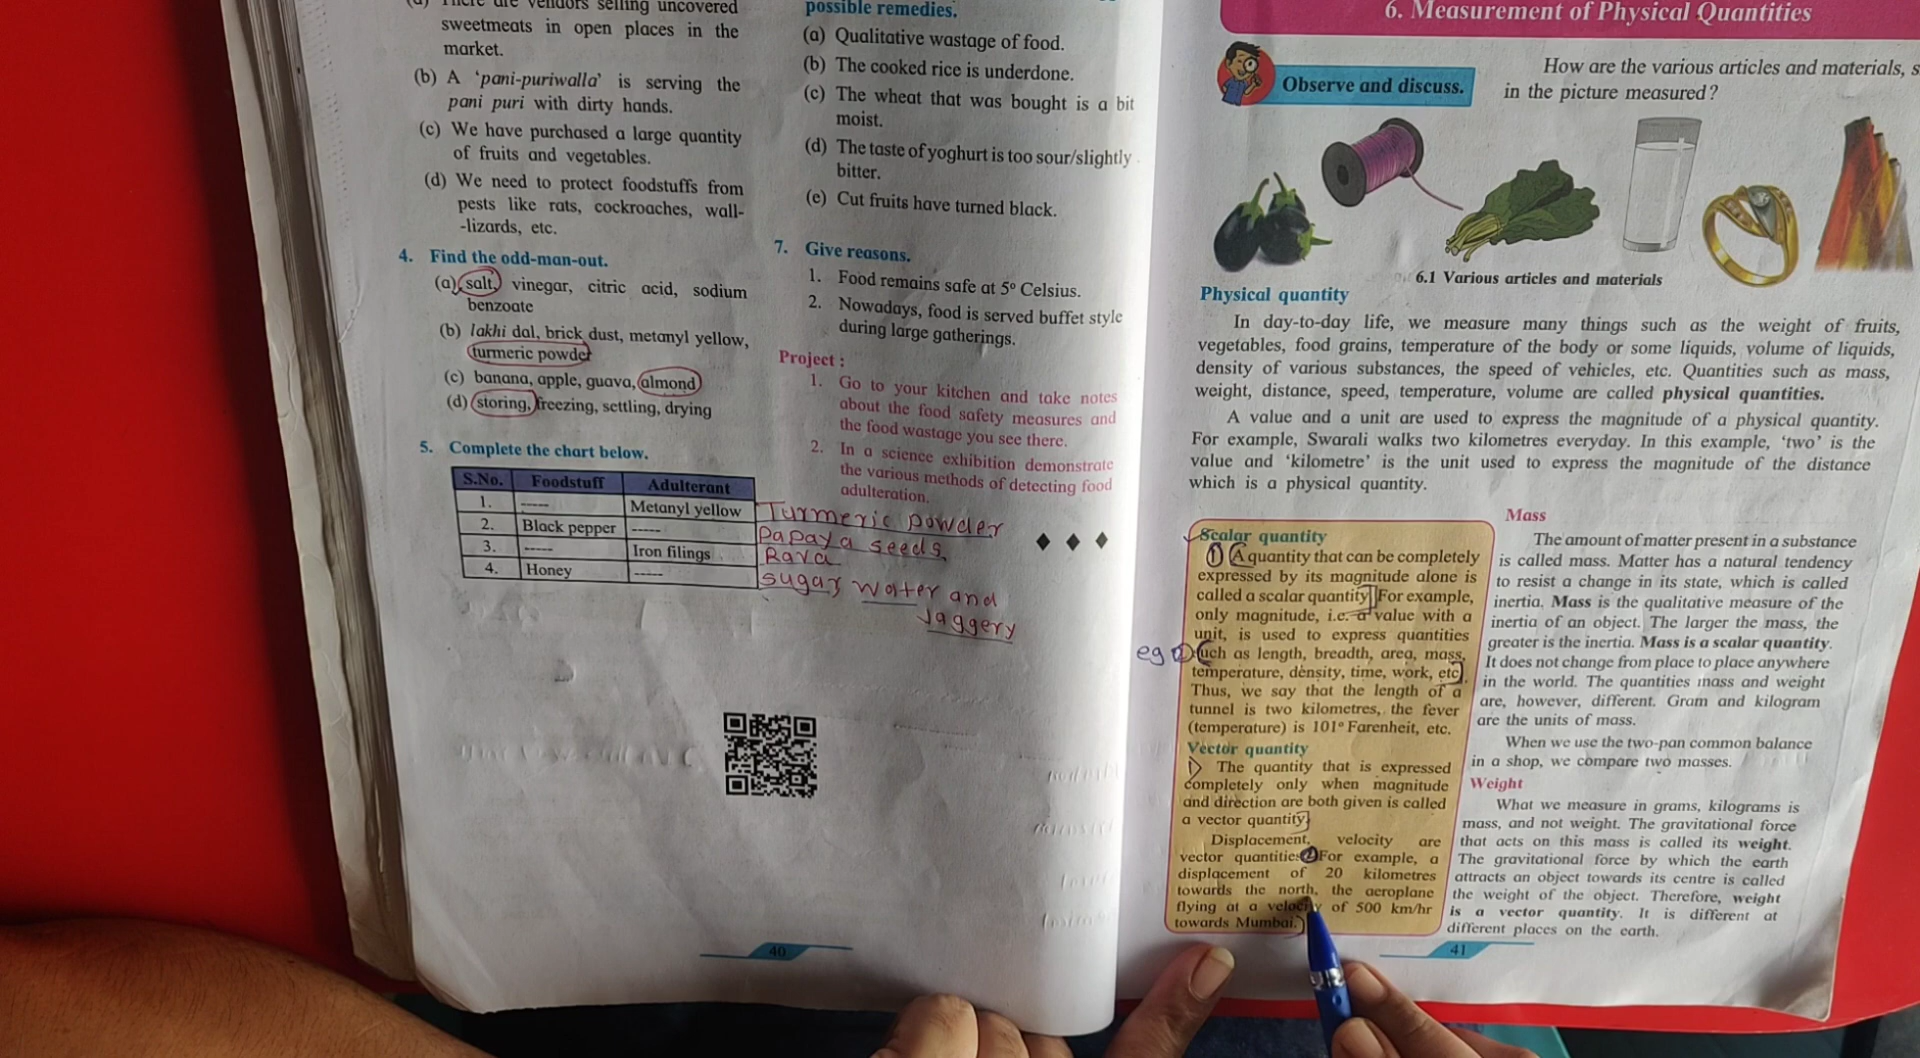 (a) There are vendors selling uncovered
sweetmeats in open places in the
market.
(b) A ‘pani-puriwalla’ is serving the
pani puri with dirty hands.
(c) We have purchased a large quantity
of fruits and vegetables.
(d) We need to protect foodstuffs from
pests like rats, cockroaches, wall-
-lizards, etc.
4. Find the odd-man-out.
(a) salt, vinegar, citric acid, sodium
benzoate
(b) lakhi dal, brick dust, metanyl yellow,
turmeric powder
(c) banana, apple, guava, almond
(d) storing, freezing, settling, drying
5. Complete the chart below.
S.No. Foodstuff Adulterant
1. ----- Metanyl yellow Turmeric powder
2. Black pepper ----- Papaya seeds
3. ----- Iron filings Rava
4. Honey ----- sugar water and
Jaggery
40
possible remedies.
(a) Qualitative wastage of food.
(b) The cooked rice is underdone.
(c) The wheat that was bought is a bit
moist.
(d) The taste of yoghurt is too sour/slightly
bitter.
(e) Cut fruits have turned black.
7. Give reasons.
1. Food remains safe at 5° Celsius.
2. Nowadays, food is served buffet style
during large gatherings.
Project :
1. Go to your kitchen and take notes
about the food safety measures and
the food wastage you see there.
2. In a science exhibition demonstrate
the various methods of detecting food
adulteration.
6. Measurement of Physical Quantities
Observe and discuss.
How are the various articles and materials, s
in the picture measured?
6.1 Various articles and materials
Physical quantity
In day-to-day life, we measure many things such as the weight of fruits,
vegetables, food grains, temperature of the body or some liquids, volume of liquids,
density of various substances, the speed of vehicles, etc. Quantities such as mass,
weight, distance, speed, temperature, volume are called physical quantities.
A value and a unit are used to express the magnitude of a physical quantity.
For example, Swarali walks two kilometres everyday. In this example, ‘two’ is the
value and ‘kilometre’ is the unit used to express the magnitude of the distance
which is a physical quantity.
Scalar quantity
① A quantity that can be completely
expressed by its magnitude alone is
called a scalar quantity. For example,
only magnitude, i.e. a value with a
unit, is used to express quantities
eg ② such as length, breadth, area, mass,
temperature, density, time, work, etc.
Thus, we say that the length of a
tunnel is two kilometres, the fever
(temperature) is 101° Farenheit, etc.
Vector quantity
The quantity that is expressed
completely only when magnitude
and direction are both given is called
a vector quantity.
Displacement, velocity are
vector quantities. ② For example, a
displacement of 20 kilometres
towards the north, the aeroplane
flying at a velocity of 500 km/hr
towards Mumbai.
Mass
The amount of matter present in a substance
is called mass. Matter has a natural tendency
to resist a change in its state, which is called
inertia. Mass is the qualitative measure of the
inertia of an object. The larger the mass, the
greater is the inertia. Mass is a scalar quantity.
It does not change from place to place anywhere
in the world. The quantities mass and weight
are, however, different. Gram and kilogram
are the units of mass.
When we use the two-pan common balance
in a shop, we compare two masses.
Weight
What we measure in grams, kilograms is
mass, and not weight. The gravitational force
that acts on this mass is called its weight.
The gravitational force by which the earth
attracts an object towards its centre is called
the weight of the object. Therefore, weight
is a vector quantity. It is different at
different places on the earth.
41